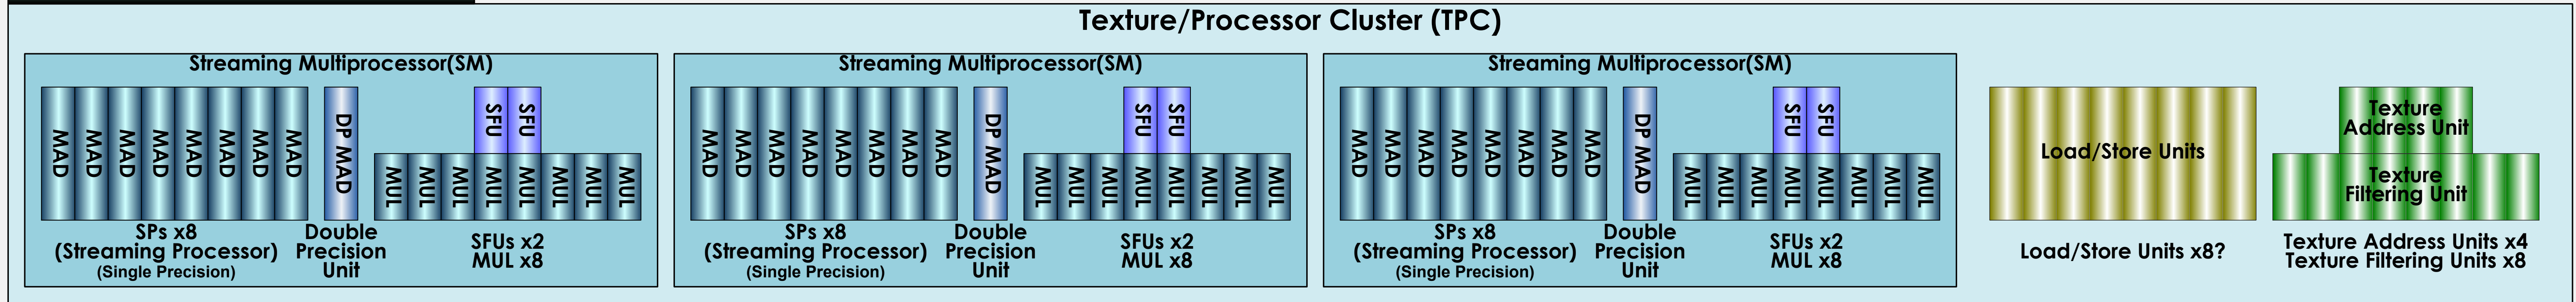 Texture/Processor Cluster (TPC)
Streaming Multiprocessor(SM)
MAD
MAD
MAD
MAD
MAD
MAD
MAD
MAD
DP MAD
SFU
SFU
MUL
MUL
MUL
MUL
MUL
MUL
MUL
MUL
SPs x8
(Streaming Processor)
(Single Precision)
Double
Precision
Unit
SFUs x2
MUL x8
Streaming Multiprocessor(SM)
MAD
MAD
MAD
MAD
MAD
MAD
MAD
MAD
DP MAD
SFU
SFU
MUL
MUL
MUL
MUL
MUL
MUL
MUL
MUL
SPs x8
(Streaming Processor)
(Single Precision)
Double
Precision
Unit
SFUs x2
MUL x8
Streaming Multiprocessor(SM)
MAD
MAD
MAD
MAD
MAD
MAD
MAD
MAD
DP MAD
SFU
SFU
MUL
MUL
MUL
MUL
MUL
MUL
MUL
MUL
SPs x8
(Streaming Processor)
(Single Precision)
Double
Precision
Unit
SFUs x2
MUL x8
Load/Store Units
Load/Store Units x8?
Texture
Address Unit
Texture
Filtering Unit
Texture Address Units x4
Texture Filtering Units x8